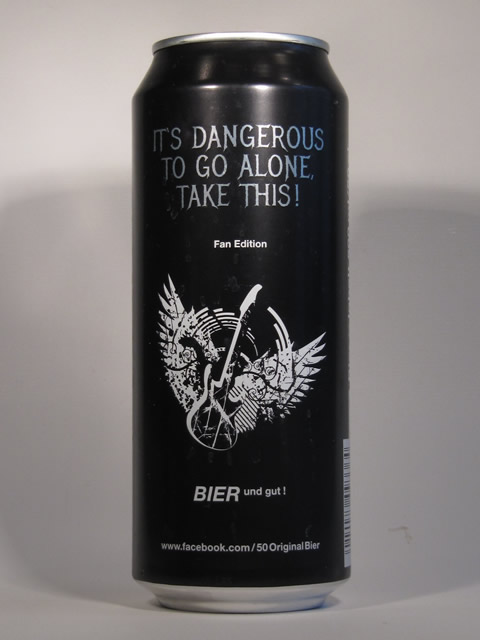 IT'S DANGEROUS
TO GO ALONE,
TAKE THIS!
Fan Edition
BIER und gut !
www.facebook.com/50OriginalBier